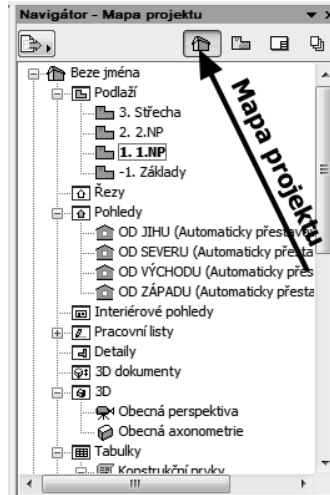 Navigátor - Mapa projektu
Beze jména
Podlaží
3. Střecha
2. 2.NP
1. 1.NP
-1. Základy
Řezy
Pohledy
OD JIHU (Automaticky přestavov
OD SEVERU (Automaticky pře
OD VÝCHODU (Automaticky přes
OD ZÁPADU (Automaticky přesta
Interiérové pohledy
Pracovní listy
Detaily
3D dokumenty
3D
Obecná perspektiva
Obecná axonometrie
Tabulky
Konstrukční prvky
Mapa projektu